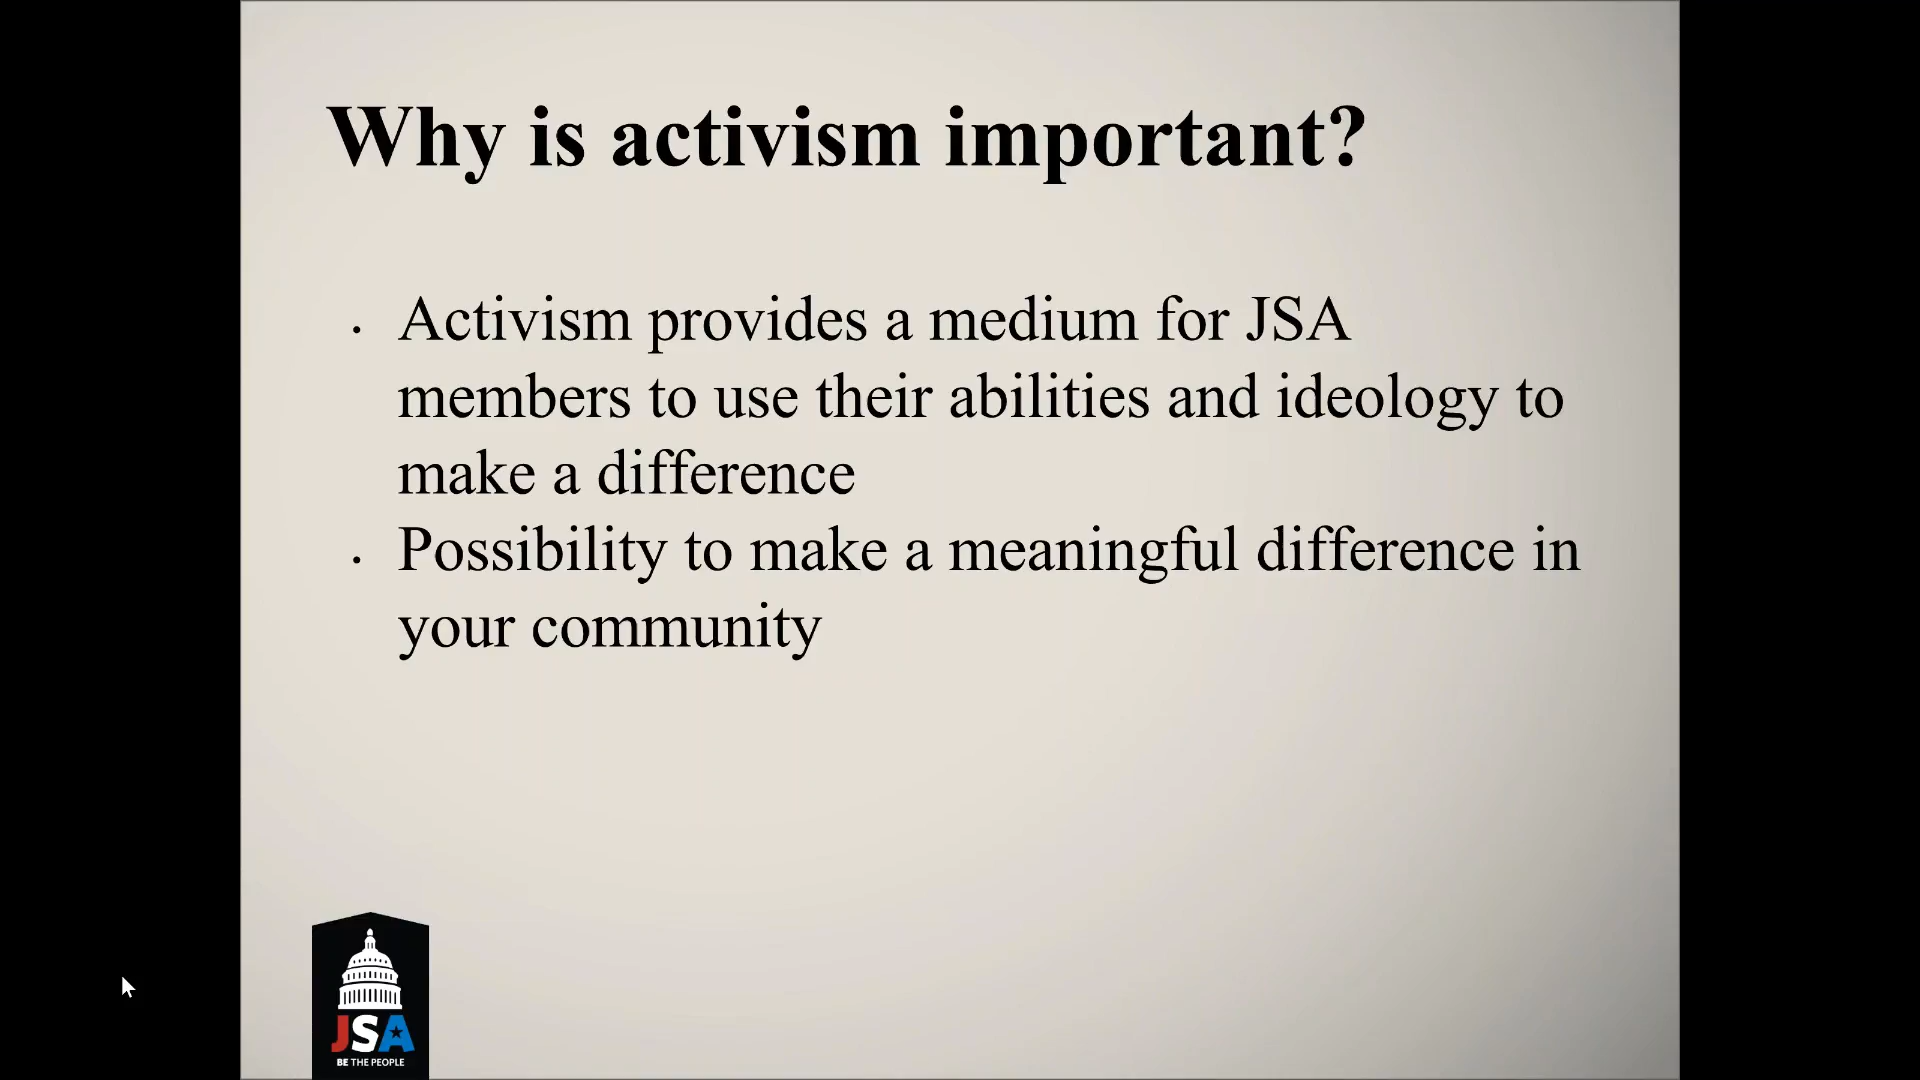 Why is activism important?
• Activism provides a medium for JSA
members to use their abilities and ideology to
make a difference
• Possibility to make a meaningful difference in
your community
JSA
BE THE PEOPLE